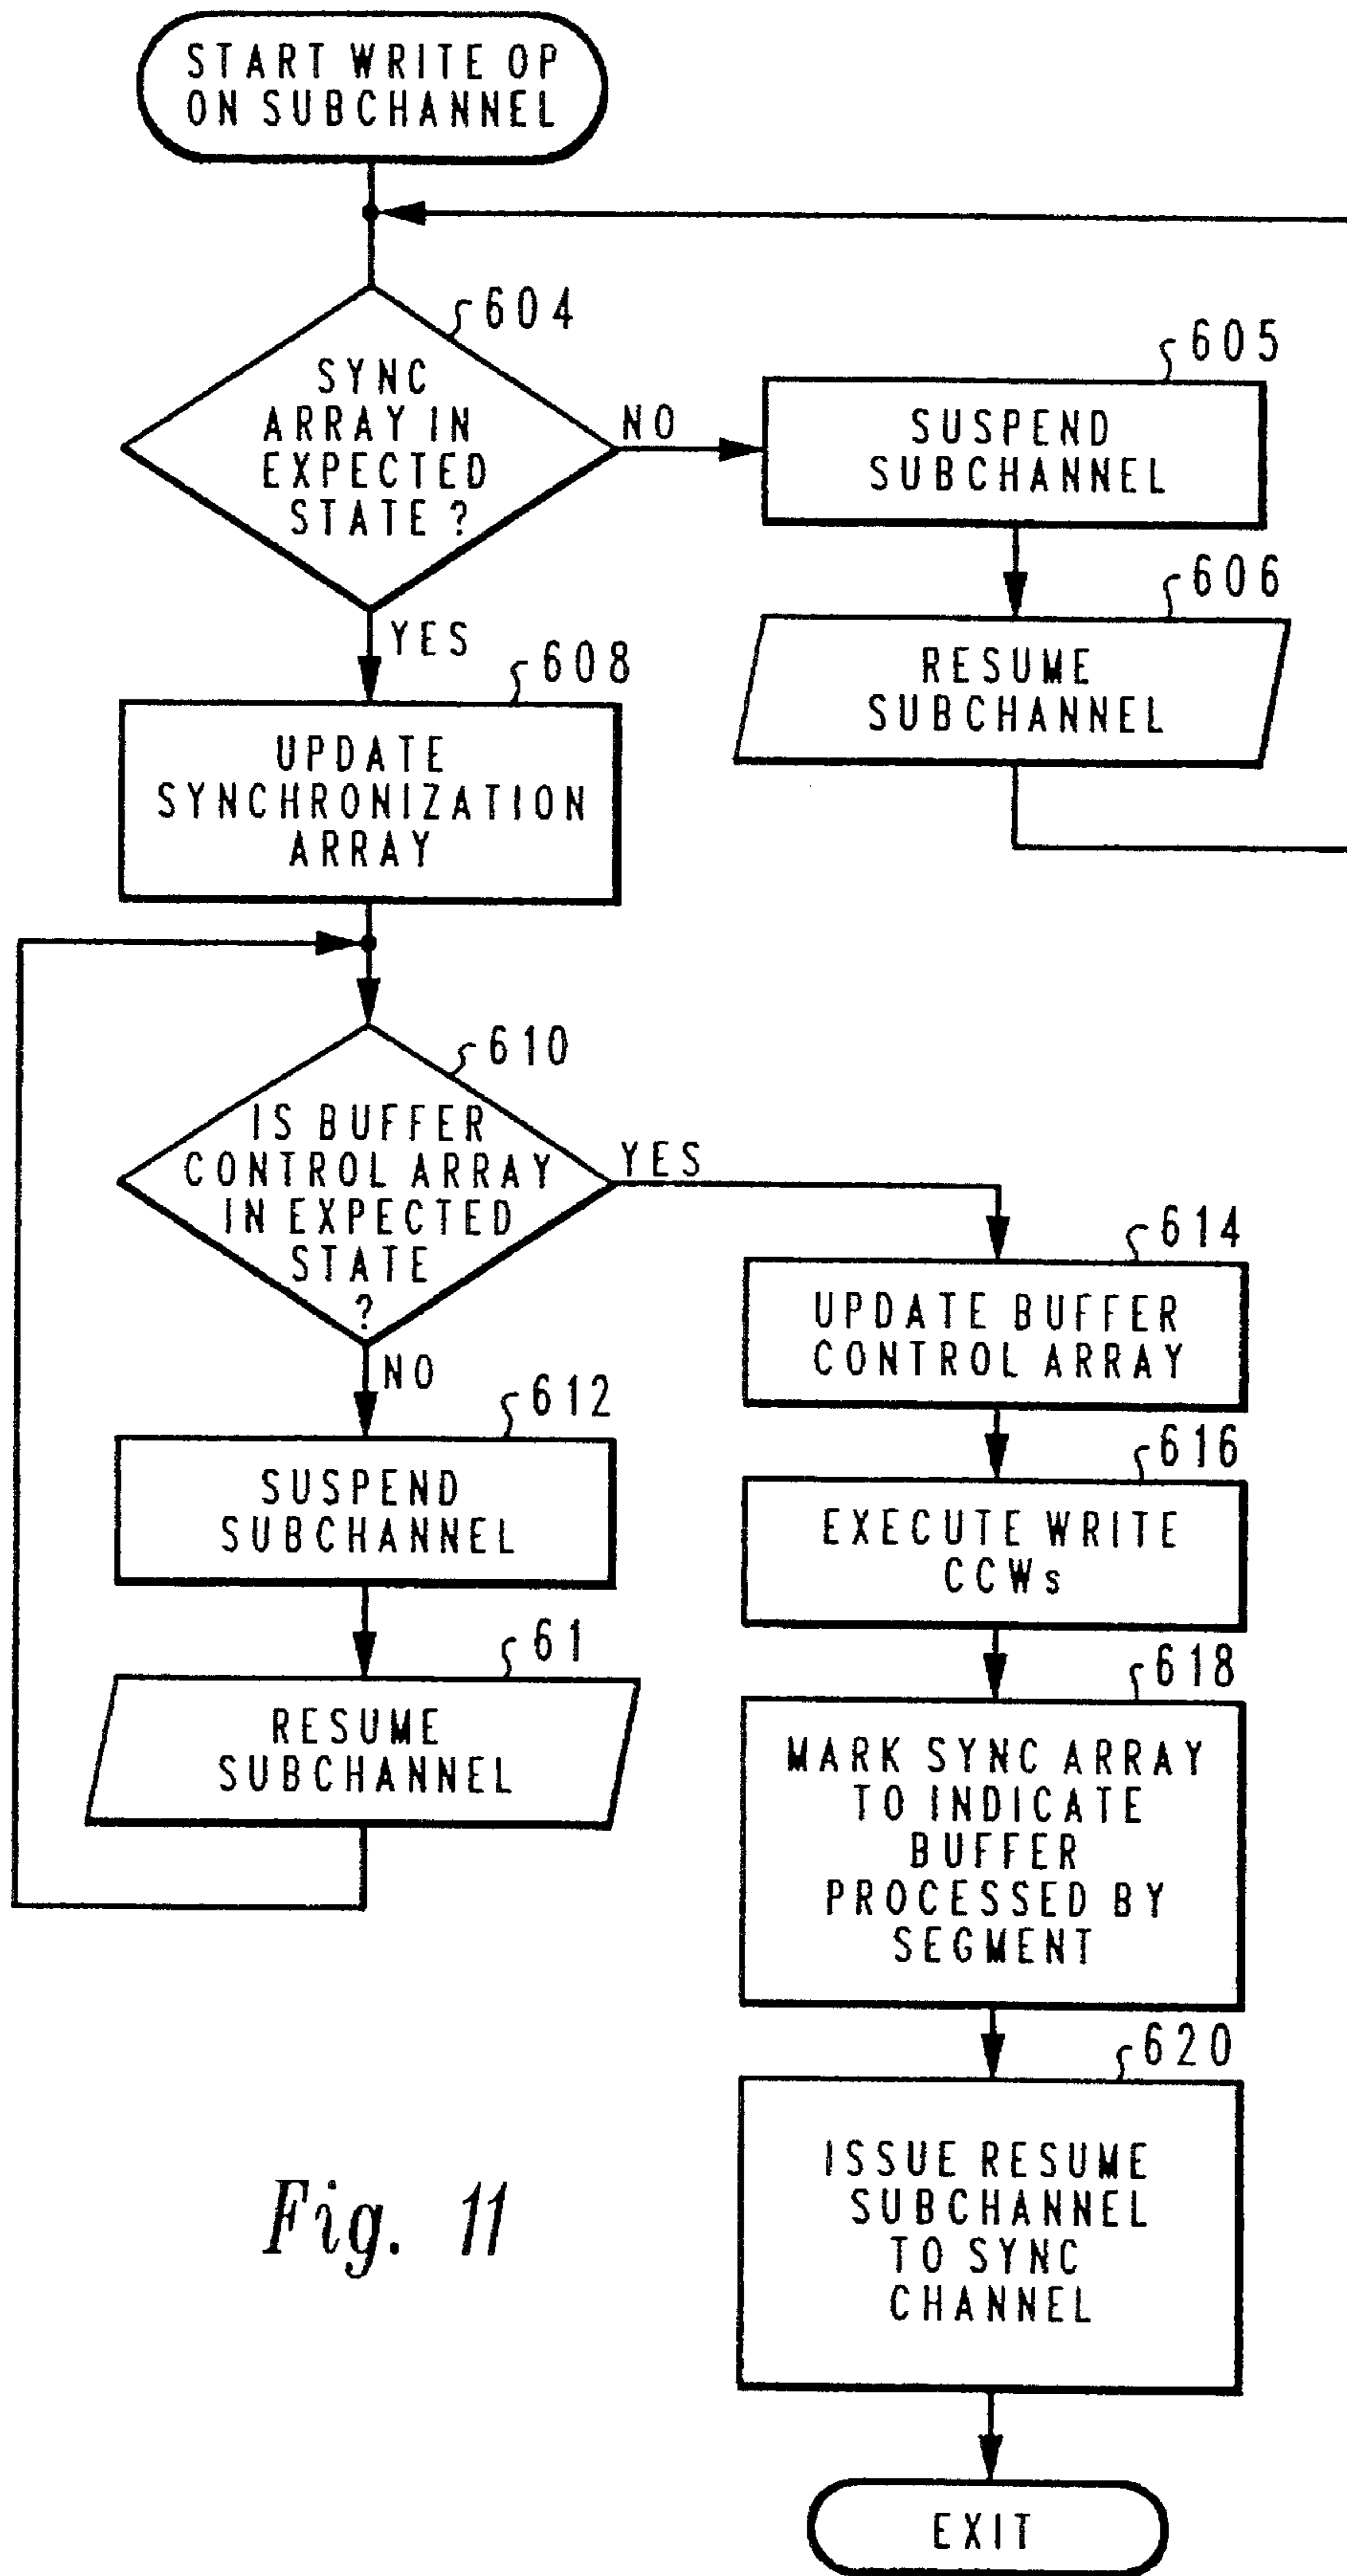 START WRITE OP
ON SUBCHANNEL
604
SYNC
ARRAY IN
EXPECTED
STATE ?
NO
605
SUSPEND
SUBCHANNEL
606
RESUME
SUBCHANNEL
YES
608
UPDATE
SYNCHRONIZATION
ARRAY
610
IS BUFFER
CONTROL ARRAY
IN EXPECTED
STATE
?
YES
NO
612
SUSPEND
SUBCHANNEL
61
RESUME
SUBCHANNEL
614
UPDATE BUFFER
CONTROL ARRAY
616
EXECUTE WRITE
CCWs
618
MARK SYNC ARRAY
TO INDICATE
BUFFER
PROCESSED BY
SEGMENT
620
ISSUE RESUME
SUBCHANNEL
TO SYNC
CHANNEL
EXIT
Fig. 11